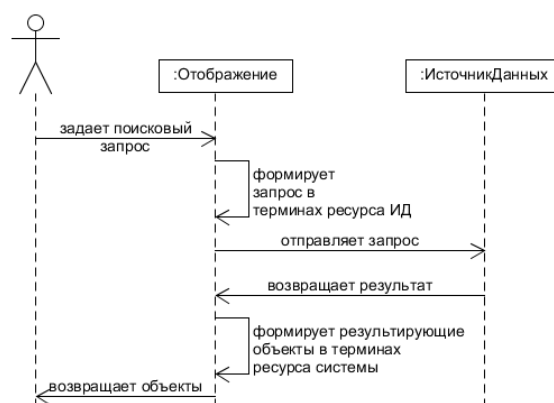 :Отображение
:ИсточникДанных
задает поисковый
запрос
формирует
запрос в
терминах ресурса ИД
отправляет запрос
возвращает результат
формирует результирующие
объекты в терминах
ресурса системы
возвращает объекты